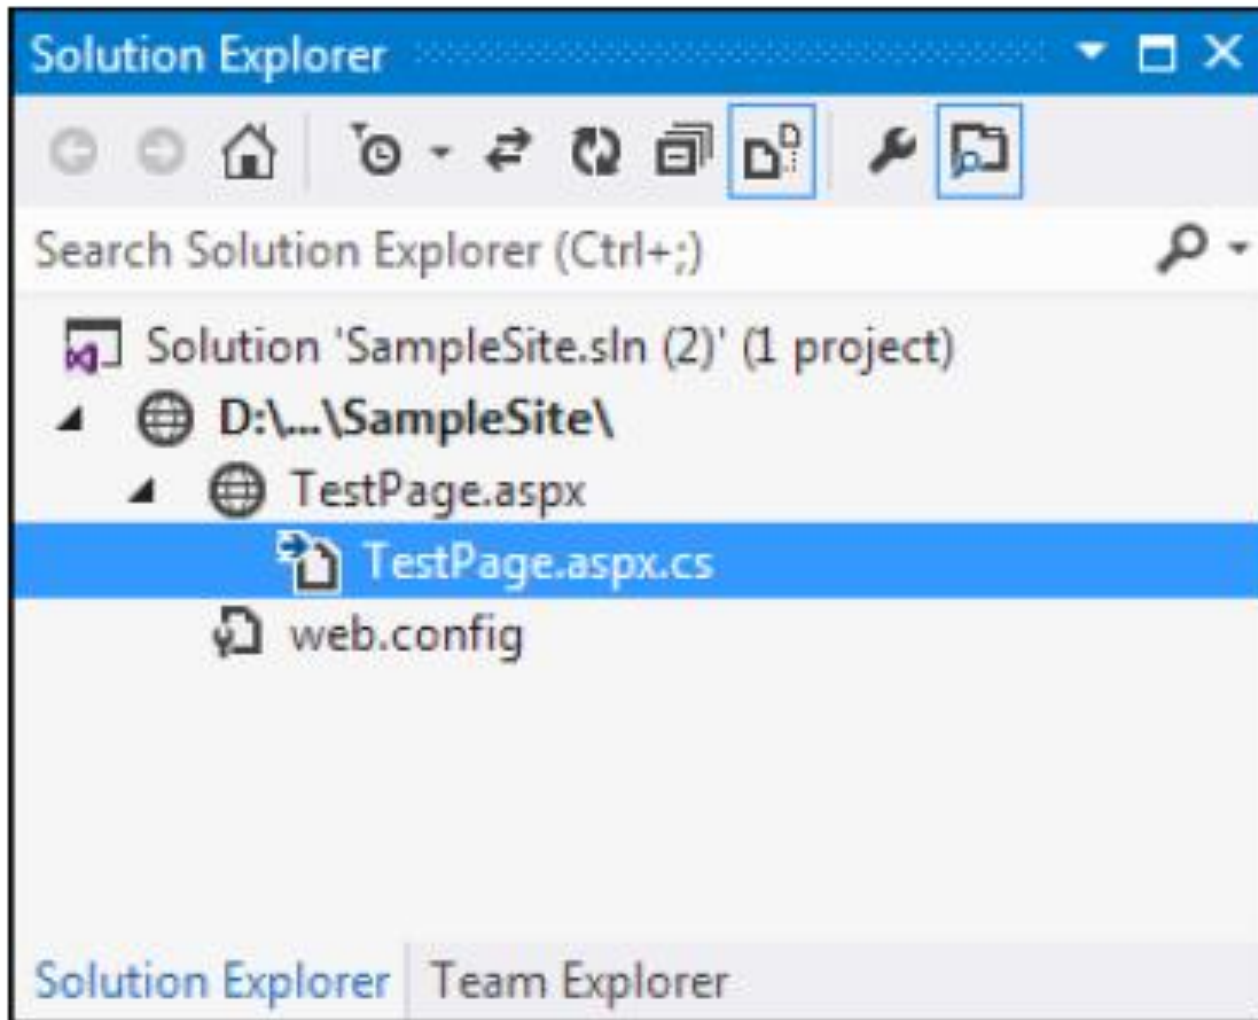 Solution Explorer
Search Solution Explorer (Ctrl+;)
Solution 'SampleSite.sln (2)' (1 project)
D:\...\SampleSite\
TestPage.aspx
TestPage.aspx.cs
web.config
Solution Explorer Team Explorer